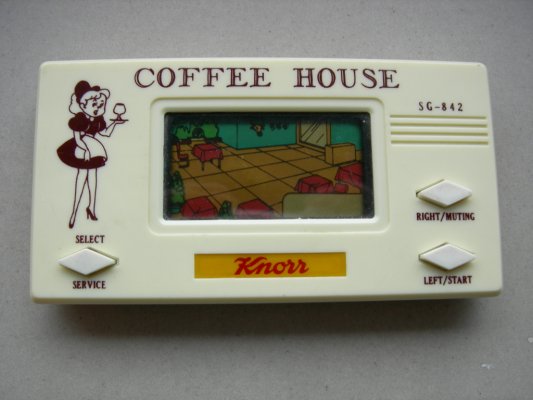 COFFEE HOUSE
SG-842
RIGHT/MUTING
SELECT
SERVICE
LEFT/START
Knorr